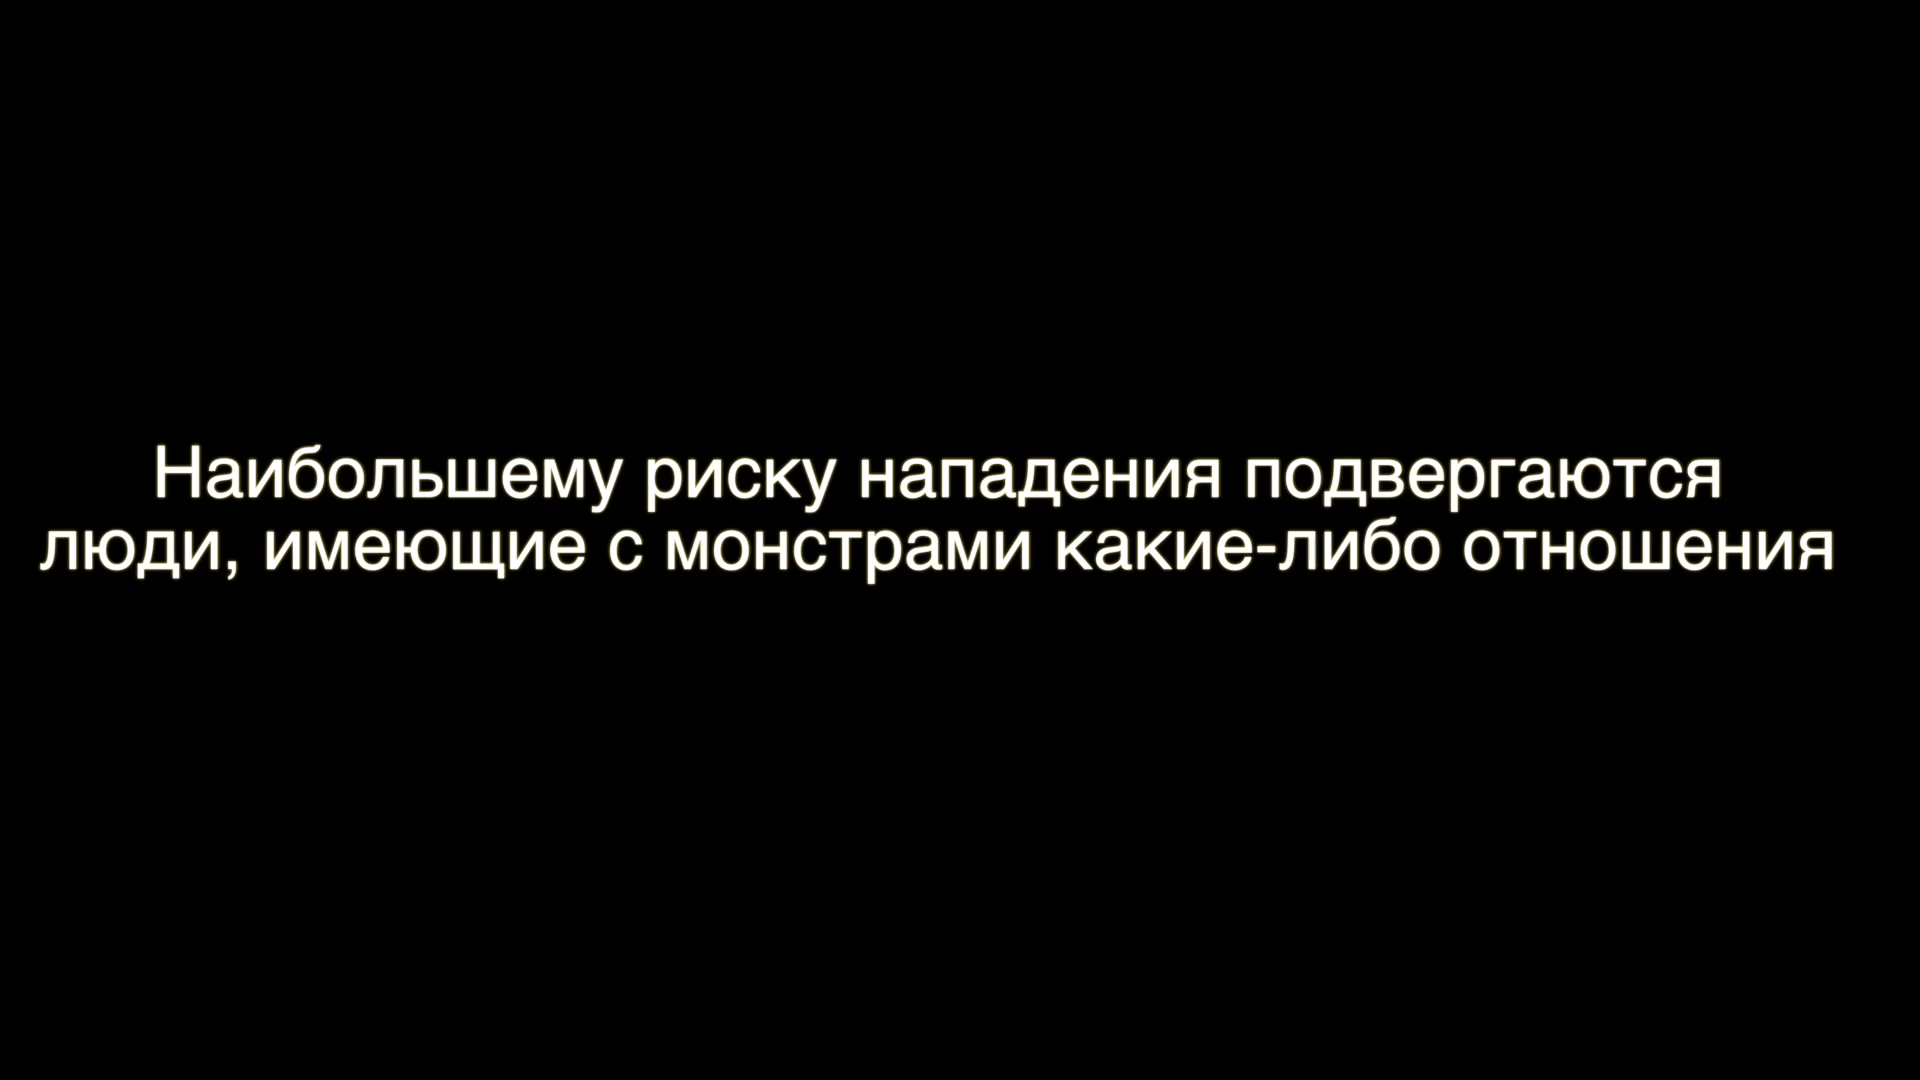 Наибольшему риску нападения подвергаются
люди, имеющие с монстрами какие-либо отношения